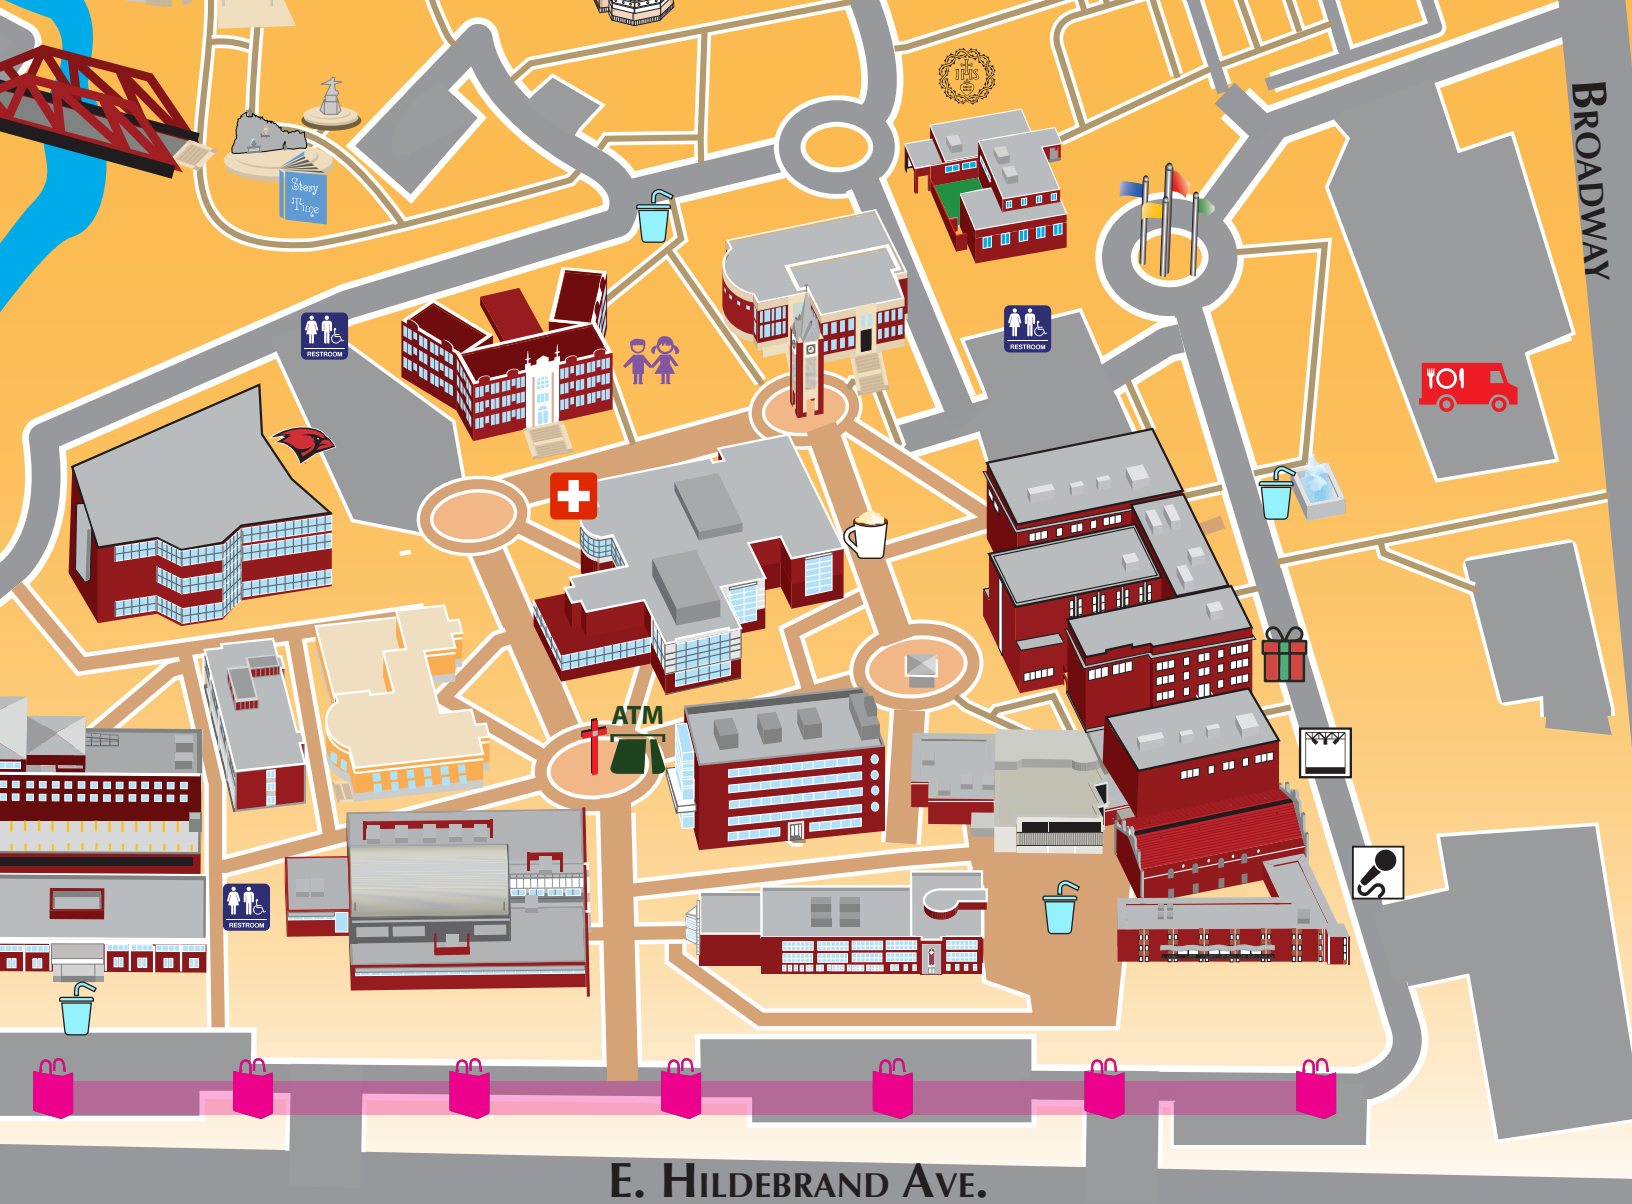 IHS
Story
Time
BROADWAY
RESTROOM
RESTROOM
ATM
RESTROOM
E. HILDEBRAND AVE.